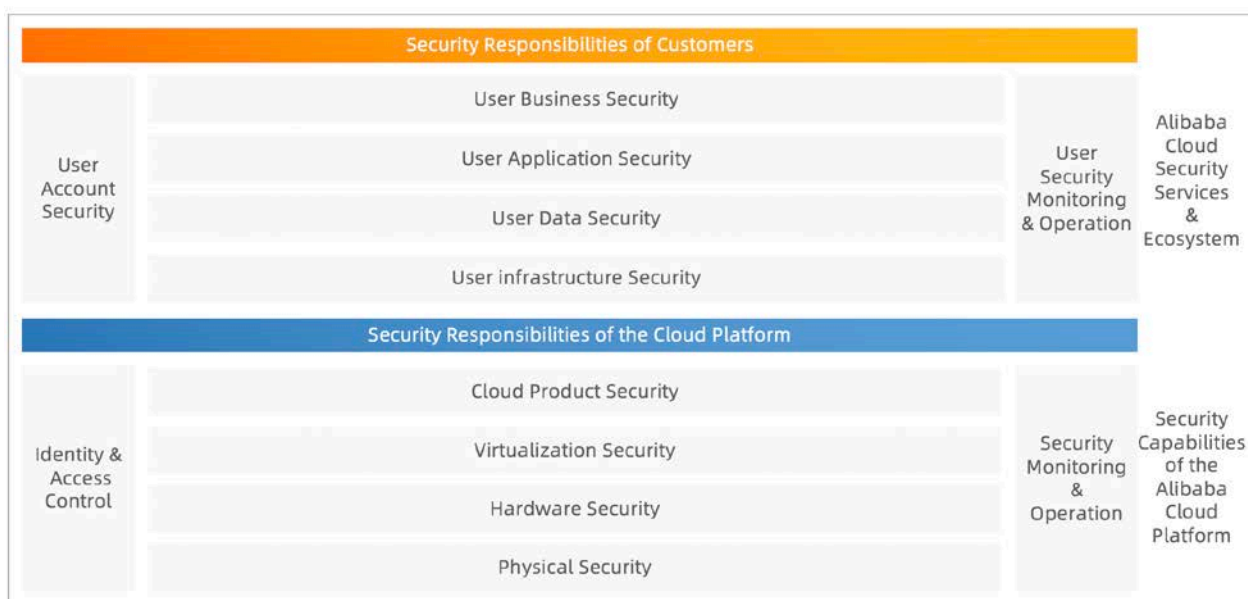 Security Responsibilities of Customers
User
Account
Security
User Business Security
User Application Security
User Data Security
User infrastructure Security
User
Security
Monitoring
& Operation
Alibaba
Cloud
Security
Services
&
Ecosystem
Security Responsibilities of the Cloud Platform
Identity &
Access
Control
Cloud Product Security
Virtualization Security
Hardware Security
Physical Security
Security
Monitoring
&
Operation
Security
Capabilities
of the
Alibaba
Cloud
Platform